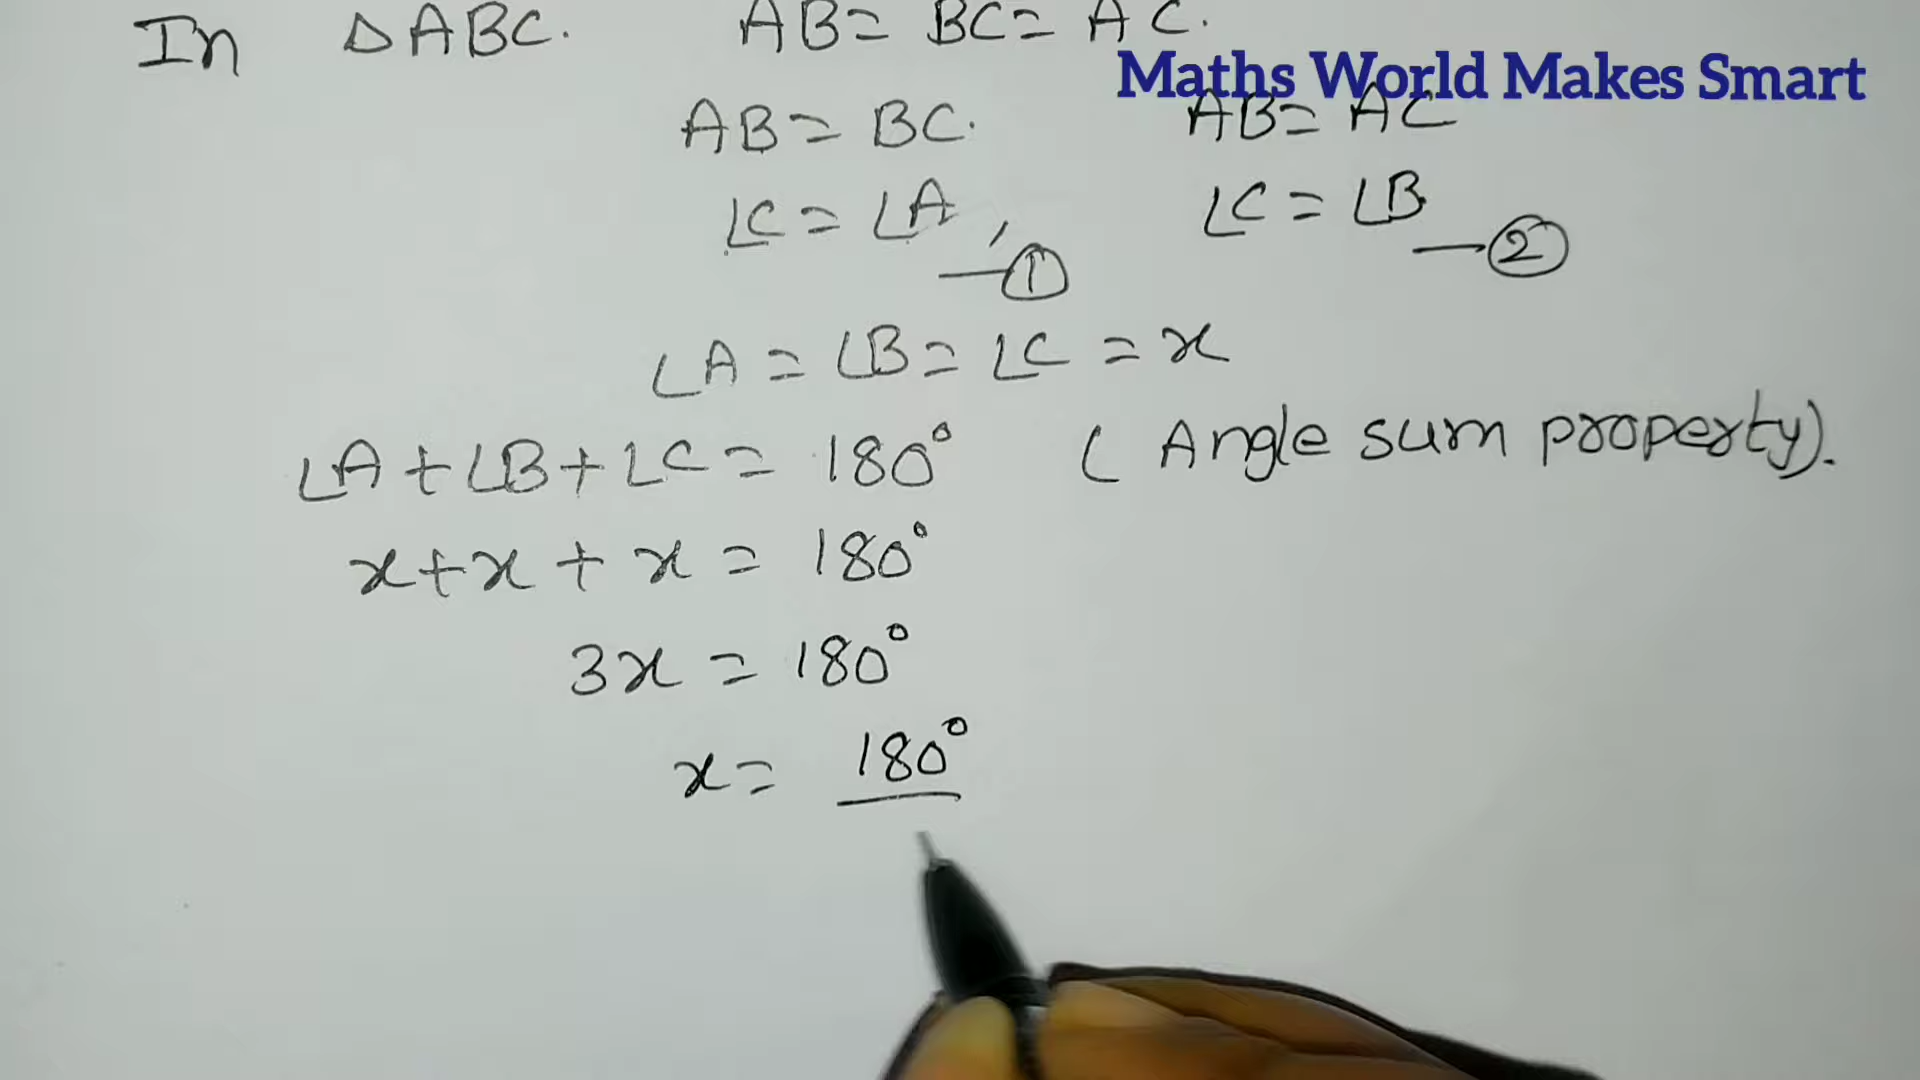 In △ABC. AB = BC = AC.
Maths World Makes Smart
AB = BC. AB = AC
∠C = ∠A, —① ∠C = ∠B —②
∠A = ∠B = ∠C = x
∠A + ∠B + ∠C = 180° (Angle sum property).
x + x + x = 180°
3x = 180°
x = 180°